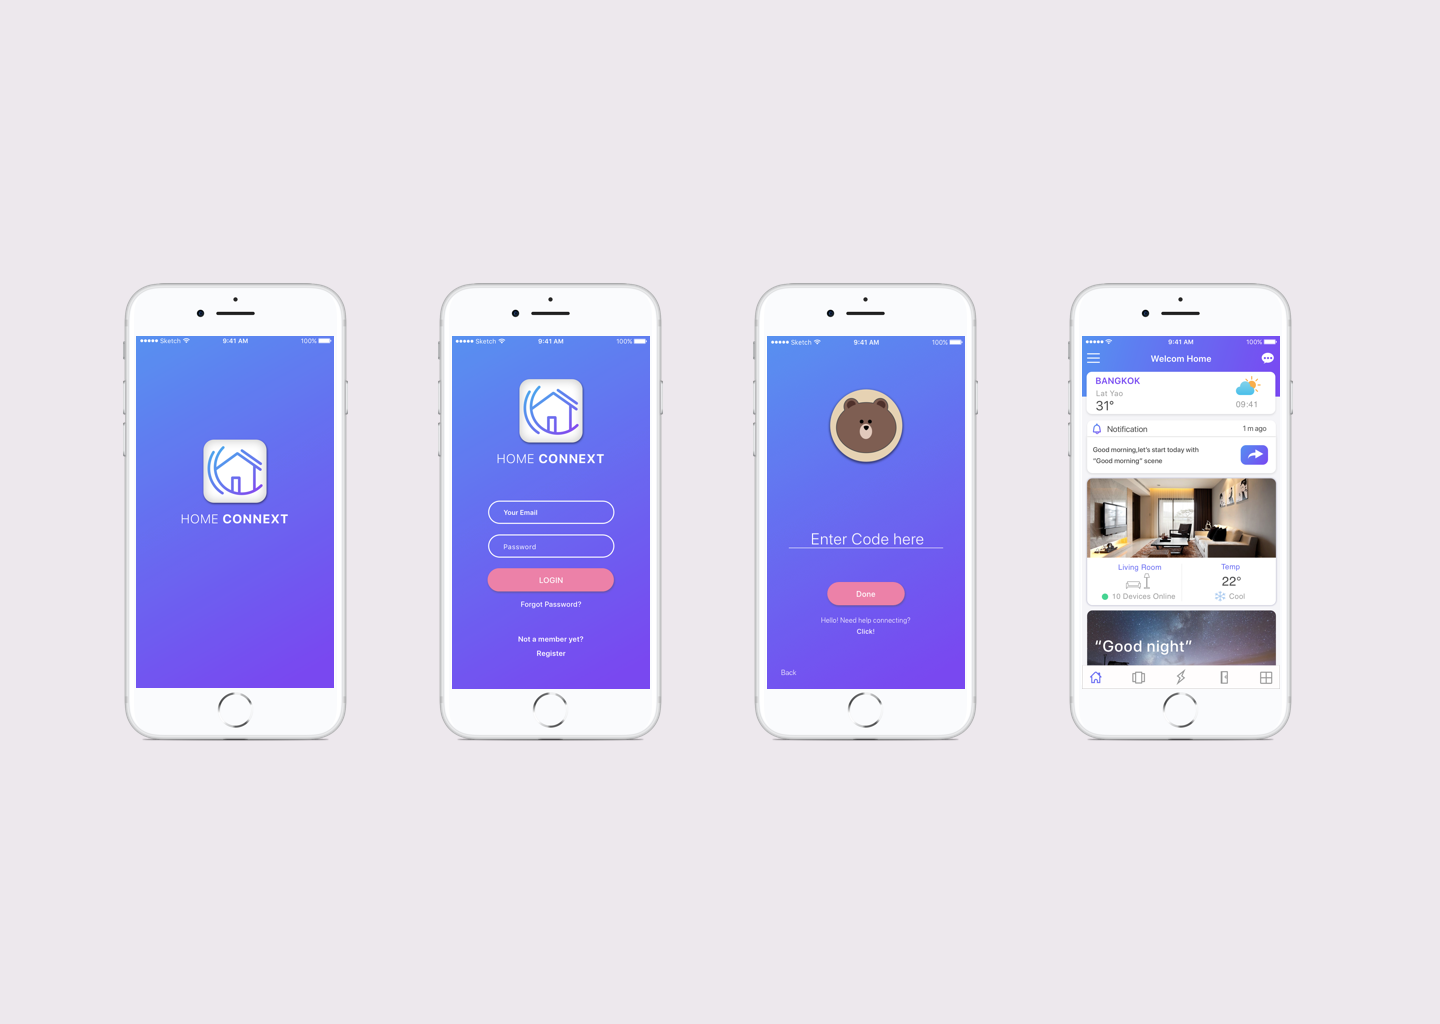 Sketch 9:41 AM 100%
HOME CONNEXT
Sketch 9:41 AM 100%
HOME CONNEXT
Your Email
Password
LOGIN
Forgot Password?
Not a member yet?
Register
Sketch 9:41 AM 100%
Enter Code here
Done
Hello! Need help connecting?
Click!
Back
9:41 AM 100%
Welcom Home
BANGKOK
Lat Yao
31°
09:41
Notification 1 m ago
Good morning,let's start today with
"Good morning" scene
Living Room
10 Devices Online
Temp
22°
Cool
“Good night”